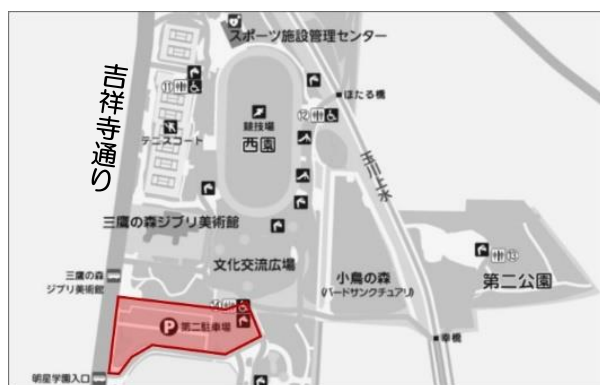 スポーツ施設管理センター
吉祥寺通り
⑪
ほたる橋
⑫
競技場
西園
テニスコート
玉川上水
三鷹の森ジブリ美術館
⑬
文化交流広場
小鳥の森
(バードサンクチュアリ)
第二公園
三鷹の森
ジブリ美術館
⑭
P 第二駐車場
幸橋
明星学園入口